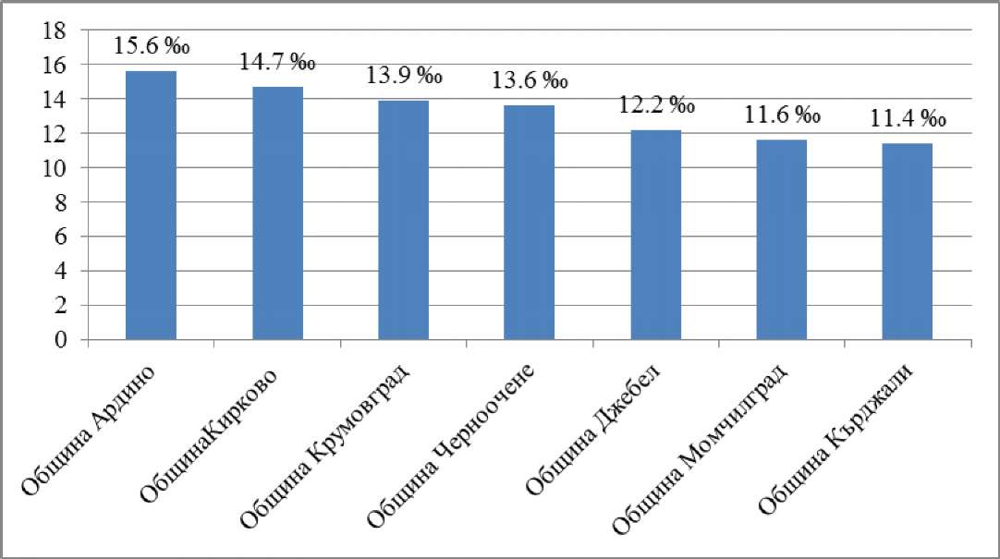 18
16
14
12
10
8
6
4
2
0
15.6 ‰
14.7 ‰
13.9 ‰
13.6 ‰
12.2 ‰
11.6 ‰
11.4 ‰
Община Ардино
ОбщинаКирково
Община Крумовград
Община Черноочене
Община Джебел
Община Момчилград
Община Кърджали